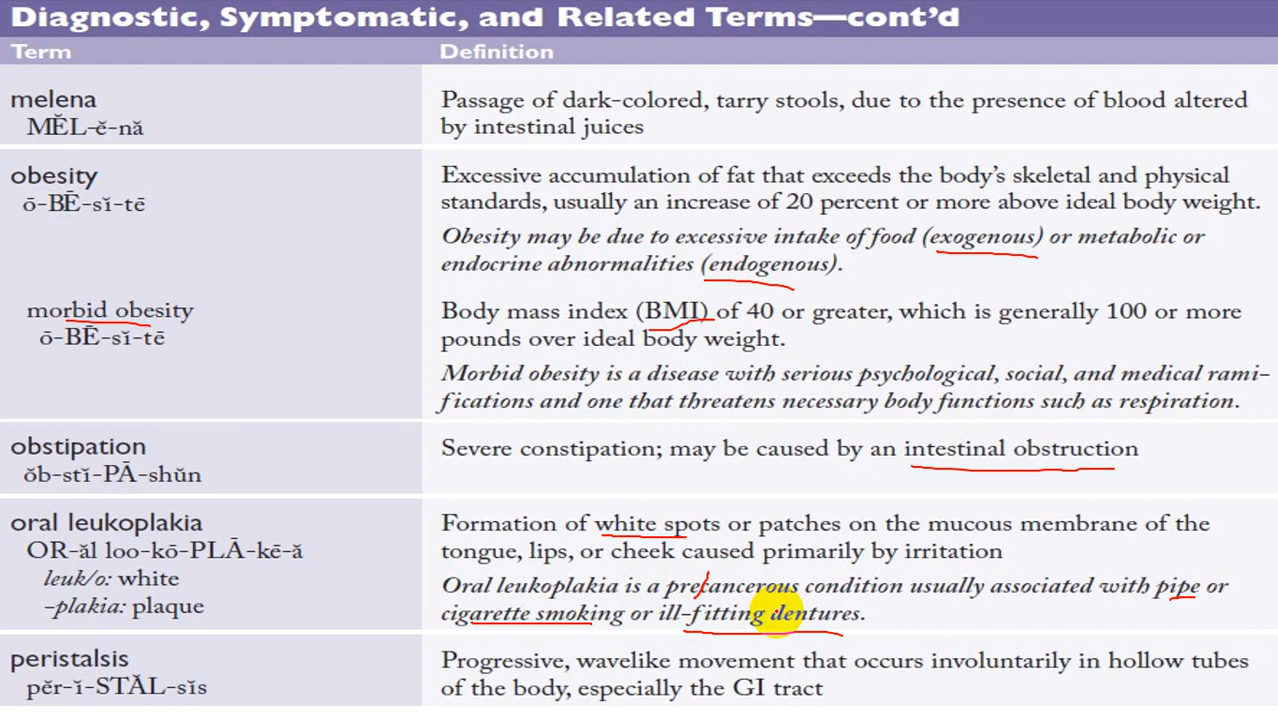 Diagnostic, Symptomatic, and Related Terms—cont'd
Term Definition
melena
MĔL-ĕ-nă
Passage of dark-colored, tarry stools, due to the presence of blood altered
by intestinal juices
obesity
ō-BĒ-sĭ-tē
Excessive accumulation of fat that exceeds the body's skeletal and physical
standards, usually an increase of 20 percent or more above ideal body weight.
Obesity may be due to excessive intake of food (exogenous) or metabolic or
endocrine abnormalities (endogenous).
morbid obesity
ō-BĒ-sĭ-tē
Body mass index (BMI) of 40 or greater, which is generally 100 or more
pounds over ideal body weight.
Morbid obesity is a disease with serious psychological, social, and medical rami-
fications and one that threatens necessary body functions such as respiration.
obstipation
ŏb-stĭ-PĀ-shŭn
Severe constipation; may be caused by an intestinal obstruction
oral leukoplakia
OR-ăl loo-kō-PLĀ-kē-ă
leuk/o: white
–plakia: plaque
Formation of white spots or patches on the mucous membrane of the
tongue, lips, or cheek caused primarily by irritation
Oral leukoplakia is a precancerous condition usually associated with pipe or
cigarette smoking or ill-fitting dentures.
peristalsis
pĕr-ĭ-STĂL-sĭs
Progressive, wavelike movement that occurs involuntarily in hollow tubes
of the body, especially the GI tract